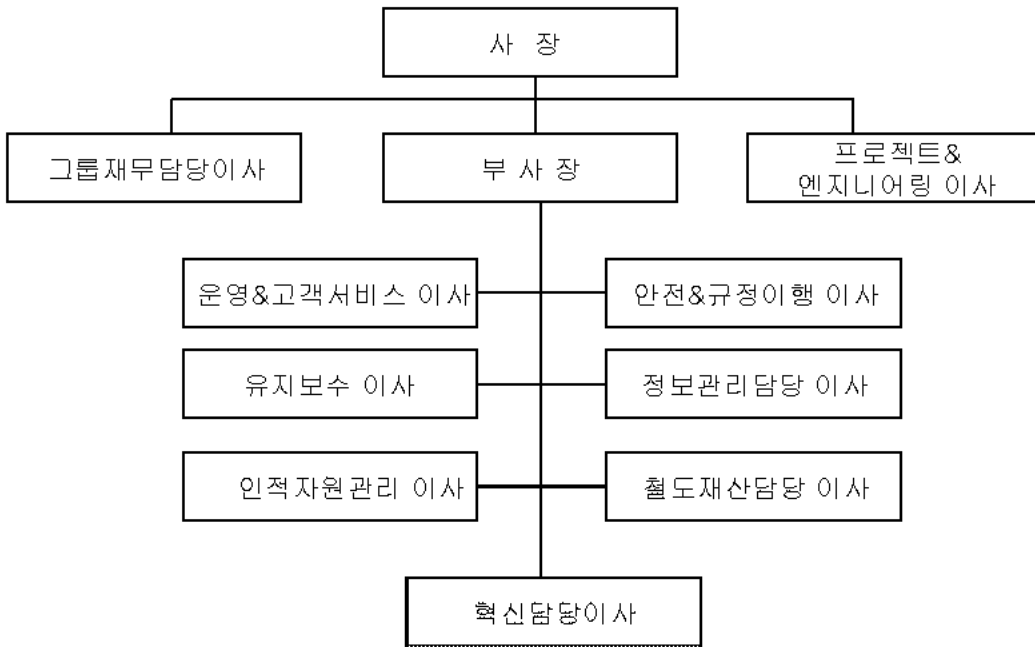 사 장
그룹재무담당이사
부 사 장
프로젝트&
엔지니어링 이사
운영&고객서비스 이사
안전&규정이행 이사
유지보수 이사
정보관리담당 이사
인적자원관리 이사
철도재산담당 이사
혁신담당이사